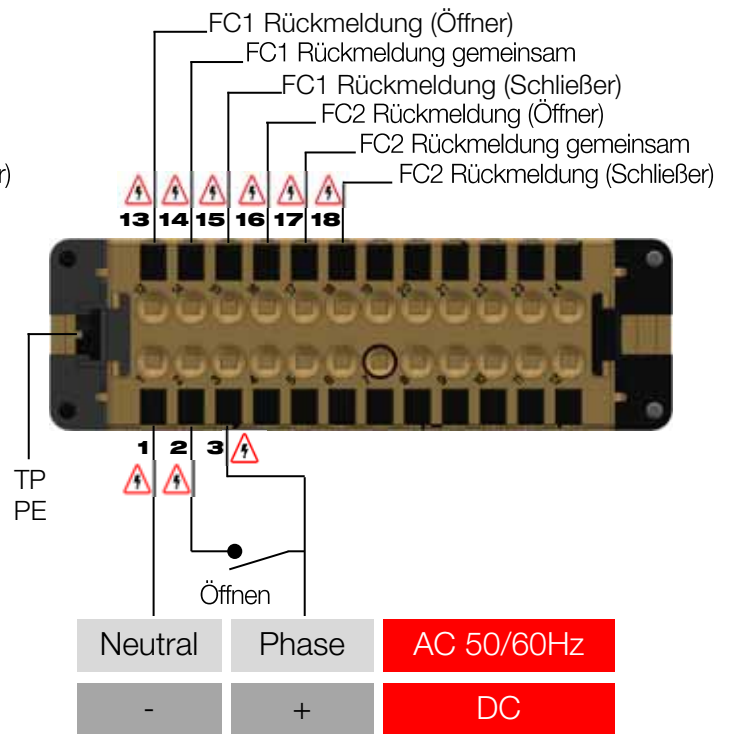 FC1 Rückmeldung (Öffner)
FC1 Rückmeldung gemeinsam
FC1 Rückmeldung (Schließer)
FC2 Rückmeldung (Öffner)
FC2 Rückmeldung gemeinsam
FC2 Rückmeldung (Schließer)
r)
13 14 15 16 17 18
1 2 3
TP
PE
Öffnen
Neutral Phase AC 50/60Hz
- + DC